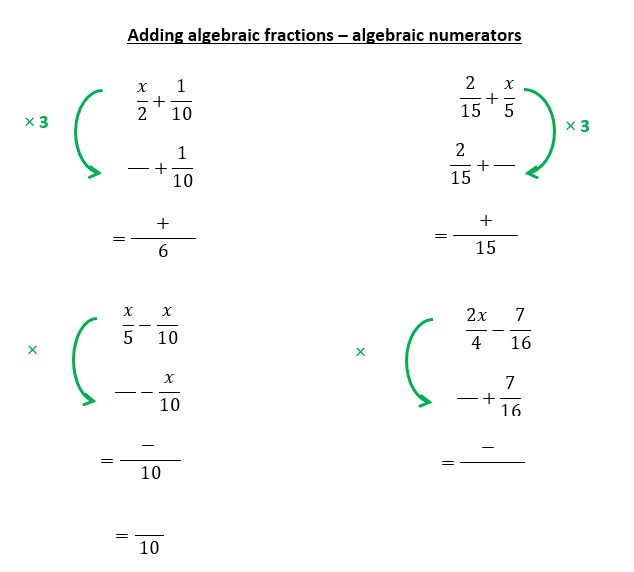 Adding algebraic fractions – algebraic numerators
× 3
x/2 + 1/10
— + 1/10
= +/6
2/15 + x/5
× 3
2/15 + —
= +/15
×
x/5 − x/10
— − x/10
= −/10
= —/10
×
2x/4 − 7/16
— + 7/16
= −/—